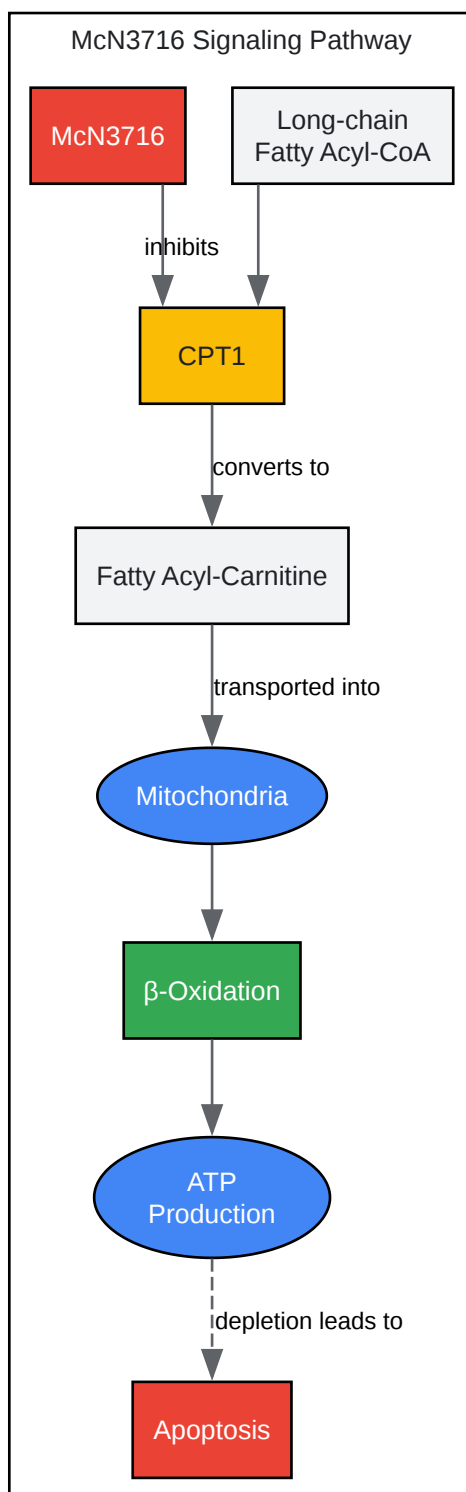 McN3716 Signaling Pathway
McN3716
Long-chain
Fatty Acyl-CoA
inhibits
CPT1
converts to
Fatty Acyl-Carnitine
transported into
Mitochondria
β-Oxidation
ATP
Production
depletion leads to
Apoptosis